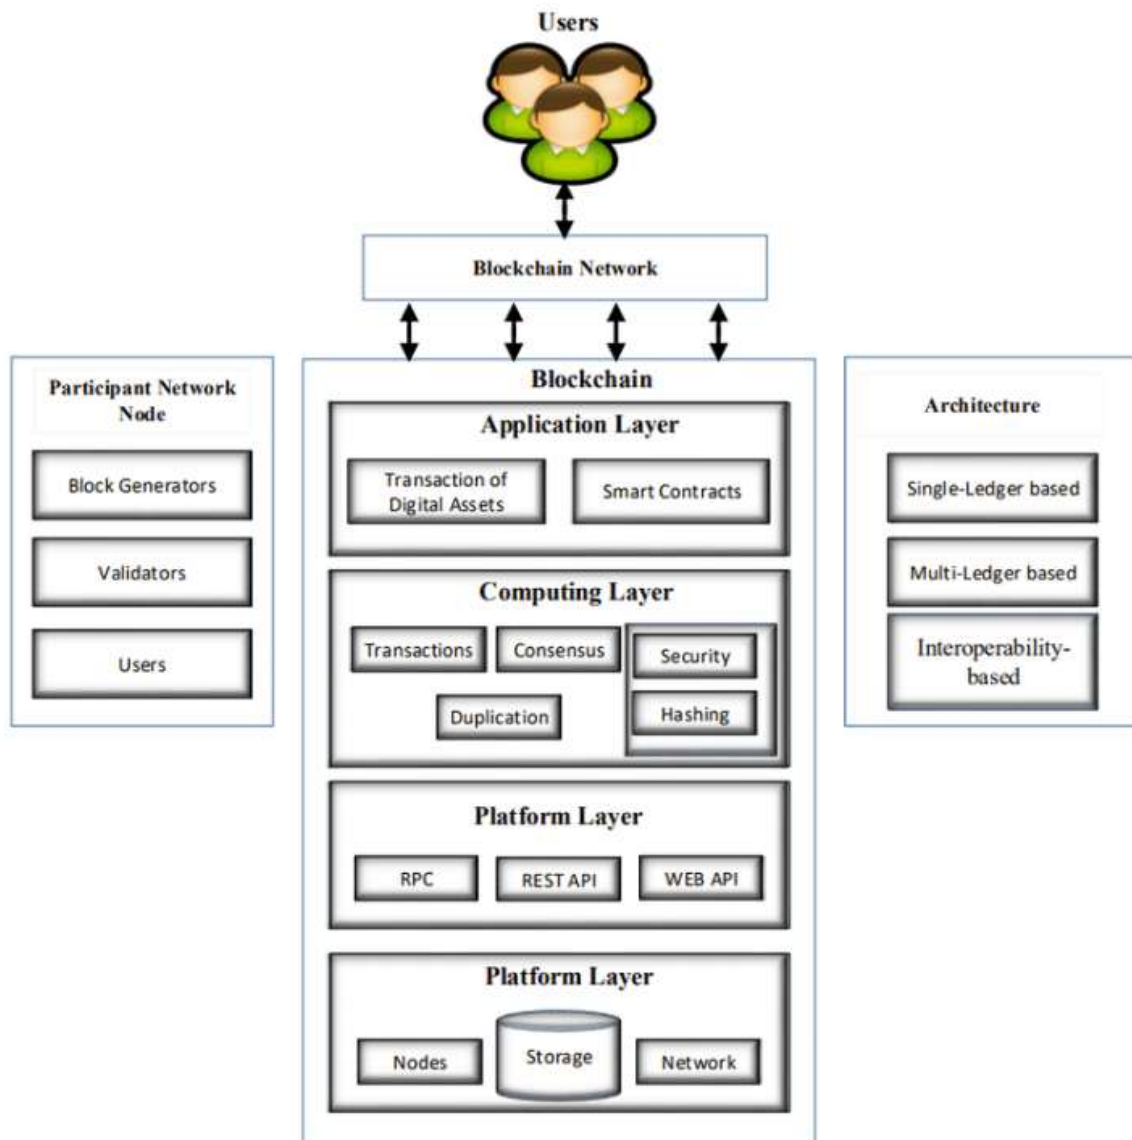 Users
Blockchain Network
Participant Network
Node
Block Generators
Validators
Users
Blockchain
Application Layer
Transaction of
Digital Assets
Smart Contracts
Computing Layer
Transactions
Consensus
Security
Duplication
Hashing
Platform Layer
RPC
REST API
WEB API
Platform Layer
Nodes
Storage
Network
Architecture
Single-Ledger based
Multi-Ledger based
Interoperability-
based